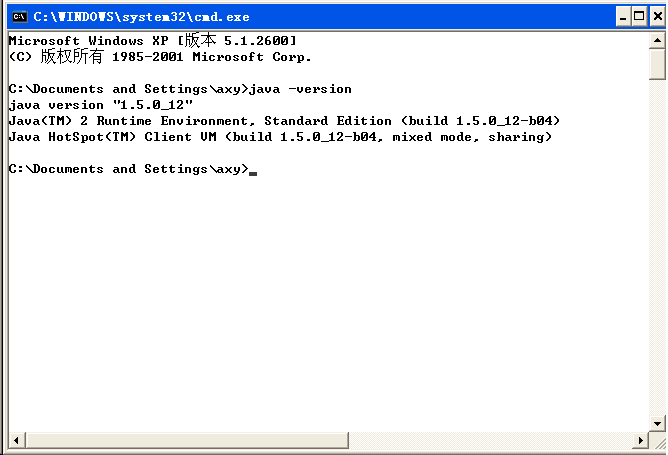 C:\WINDOWS\system32\cmd.exe
Microsoft Windows XP [版本 5.1.2600]
(C) 版权所有 1985-2001 Microsoft Corp.
C:\Documents and Settings\axy>java -version
java version "1.5.0_12"
Java(TM) 2 Runtime Environment, Standard Edition (build 1.5.0_12-b04)
Java HotSpot(TM) Client VM (build 1.5.0_12-b04, mixed mode, sharing)
C:\Documents and Settings\axy>